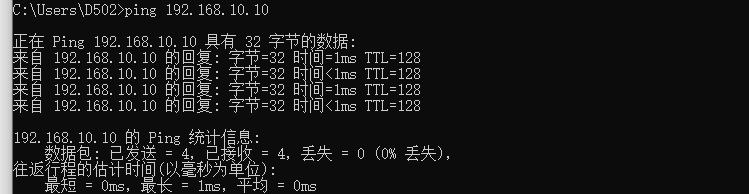 C:\Users\D502>ping 192.168.10.10
正在 Ping 192.168.10.10 具有 32 字节的数据:
来自 192.168.10.10 的回复: 字节=32 时间=1ms TTL=128
来自 192.168.10.10 的回复: 字节=32 时间<1ms TTL=128
来自 192.168.10.10 的回复: 字节=32 时间=1ms TTL=128
来自 192.168.10.10 的回复: 字节=32 时间<1ms TTL=128
192.168.10.10 的 Ping 统计信息:
数据包: 已发送 = 4，已接收 = 4，丢失 = 0 (0% 丢失)，
往返行程的估计时间(以毫秒为单位):
最短 = 0ms，最长 = 1ms，平均 = 0ms